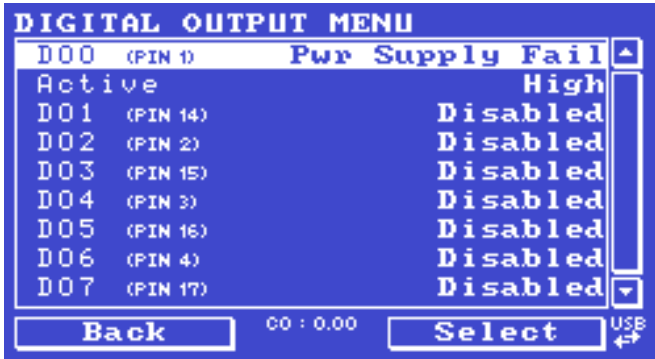 DIGITAL OUTPUT MENU
DO0 (PIN 1) Pwr Supply Fail
Active High
DO1 (PIN 14) Disabled
DO2 (PIN 2) Disabled
DO3 (PIN 15) Disabled
DO4 (PIN 3) Disabled
DO5 (PIN 16) Disabled
DO6 (PIN 4) Disabled
DO7 (PIN 17) Disabled
Back CO : 0.00 Select USB